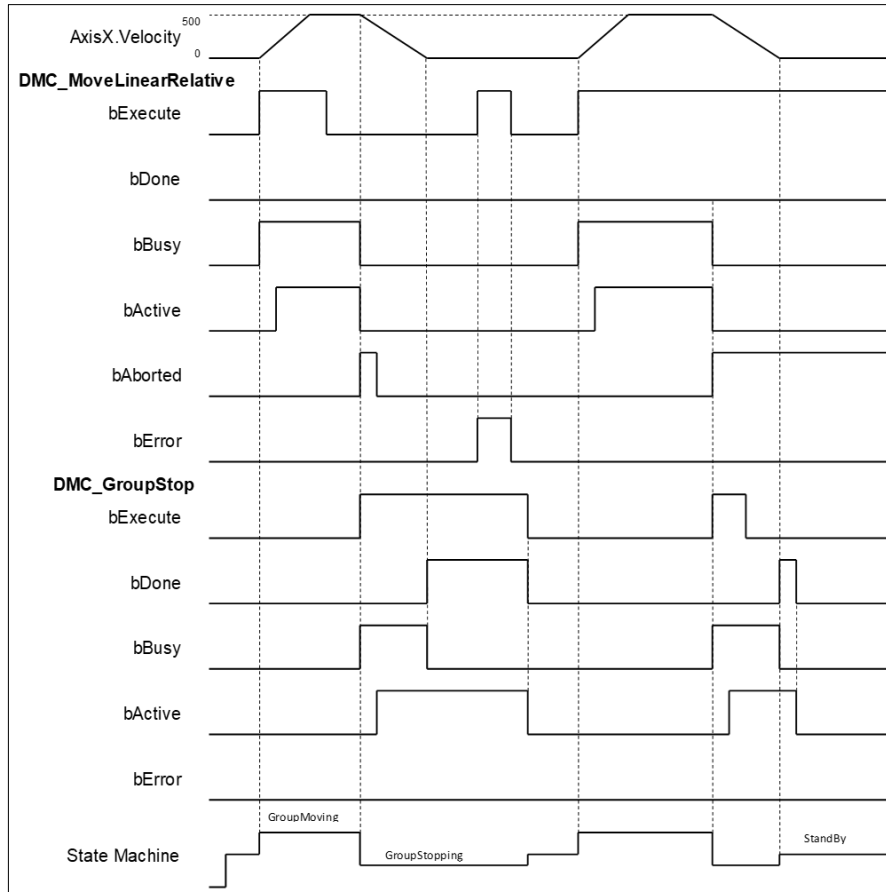 500
AxisX.Velocity
0
DMC_MoveLinearRelative
bExecute
bDone
bBusy
bActive
bAborted
bError
DMC_GroupStop
bExecute
bDone
bBusy
bActive
bError
GroupMoving
State Machine
GroupStopping
StandBy